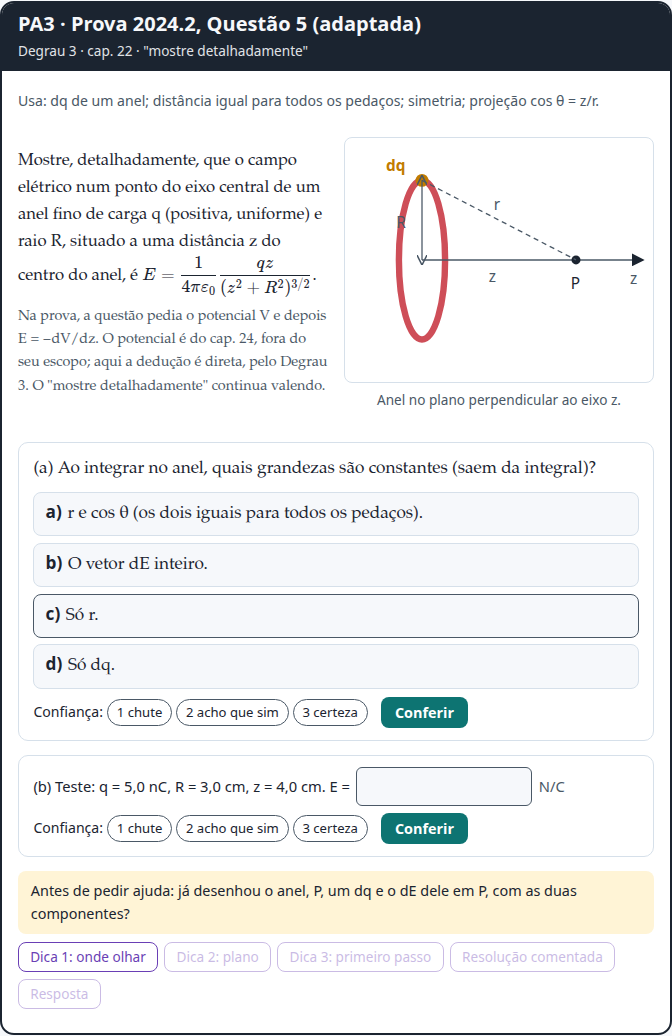 PA3 · Prova 2024.2, Questão 5 (adaptada)
Degrau 3 · cap. 22 · "mostre detalhadamente"
Usa: dq de um anel; distância igual para todos os pedaços; simetria; projeção cos θ = z/r.
Mostre, detalhadamente, que o campo
elétrico num ponto do eixo central de um
anel fino de carga q (positiva, uniforme) e
raio R, situado a uma distância z do
centro do anel, é E = 1/(4πε₀) qz/((z² + R²)^{3/2}).
Na prova, a questão pedia o potencial V e depois
E = −dV/dz. O potencial é do cap. 24, fora do
seu escopo; aqui a dedução é direta, pelo Degrau
3. O "mostre detalhadamente" continua valendo.
dq
R
r
z
P
z
Anel no plano perpendicular ao eixo z.
(a) Ao integrar no anel, quais grandezas são constantes (saem da integral)?
a) r e cos θ (os dois iguais para todos os pedaços).
b) O vetor dE inteiro.
c) Só r.
d) Só dq.
Confiança: 1 chute 2 acho que sim 3 certeza Conferir
(b) Teste: q = 5,0 nC, R = 3,0 cm, z = 4,0 cm. E = N/C
Confiança: 1 chute 2 acho que sim 3 certeza Conferir
Antes de pedir ajuda: já desenhou o anel, P, um dq e o dE dele em P, com as duas
componentes?
Dica 1: onde olhar Dica 2: plano Dica 3: primeiro passo Resolução comentada
Resposta